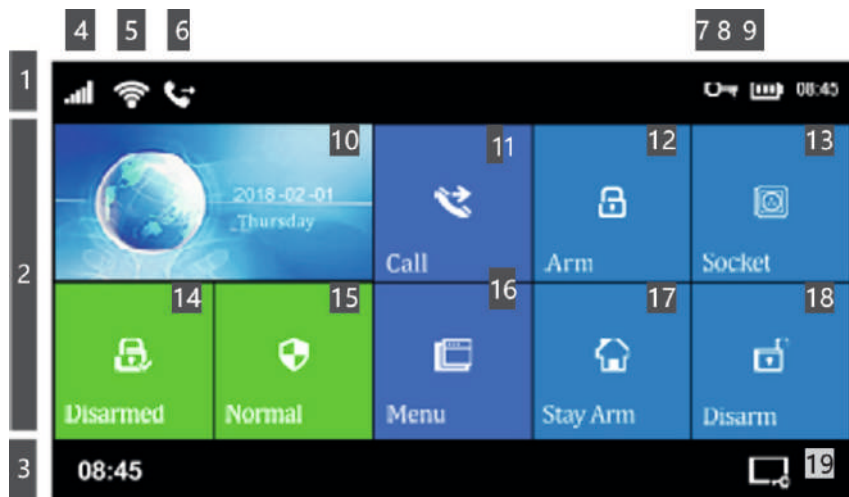 4 5 6 7 8 9
1 08:45
10 11 12 13
2018-02-01
Thursday
Call Arm Socket
2
14 15 16 17 18
Disarmed Normal Menu Stay Arm Disarm
3 08:45 19